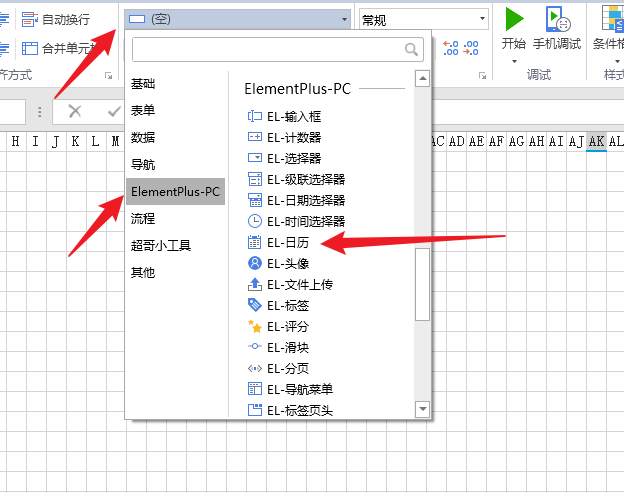 自动换行
(空)
常规
合并单元
开始
手机调试
条件格
齐方式
调试
样式
基础
表单
数据
导航
ElementPlus-PC
流程
超哥小工具
其他
ElementPlus-PC
EL-输入框
EL-计数器
EL-选择器
EL-级联选择器
EL-日期选择器
EL-时间选择器
EL-日历
EL-头像
EL-文件上传
EL-标签
EL-评分
EL-滑块
EL-分页
EL-导航菜单
EL-标签页头
.0 .00
.00 .0
H I J K L M AC AD AE AF AG AH AI AJ AK AL